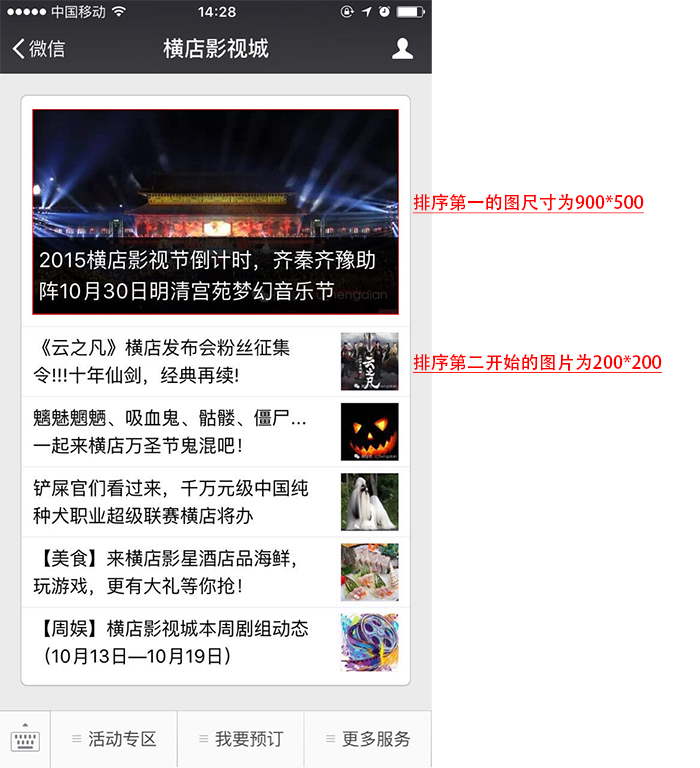 中国移动 14:28
微信 横店影视城
排序第一的图尺寸为900*500
2015横店影视节倒计时，齐秦齐豫助
阵10月30日明清宫苑梦幻音乐节
《云之凡》横店发布会粉丝征集
令!!!十年仙剑，经典再续!
云之凡
排序第二开始的图片为200*200
魑魅魍魉、吸血鬼、骷髅、僵尸...
一起来横店万圣节鬼混吧!
铲屎官们看过来，千万元级中国纯
种犬职业超级联赛横店将办
【美食】来横店影星酒店品海鲜，
玩游戏，更有大礼等你抢!
【周娱】横店影视城本周剧组动态
（10月13日—10月19日）
活动专区 我要预订 更多服务